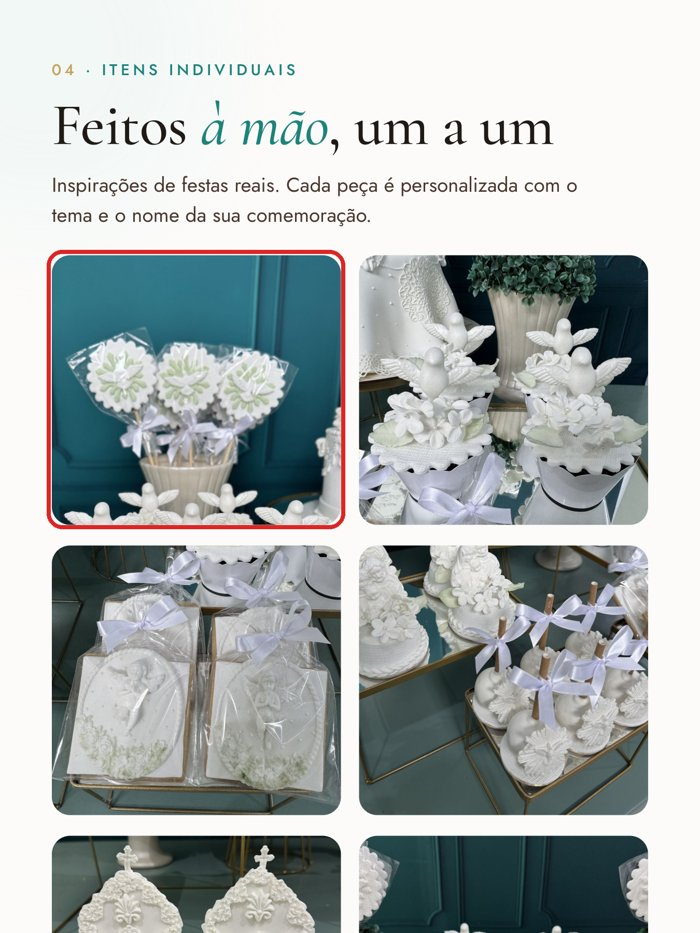 04 · ITENS INDIVIDUAIS
Feitos à mão, um a um
Inspirações de festas reais. Cada peça é personalizada com o
tema e o nome da sua comemoração.